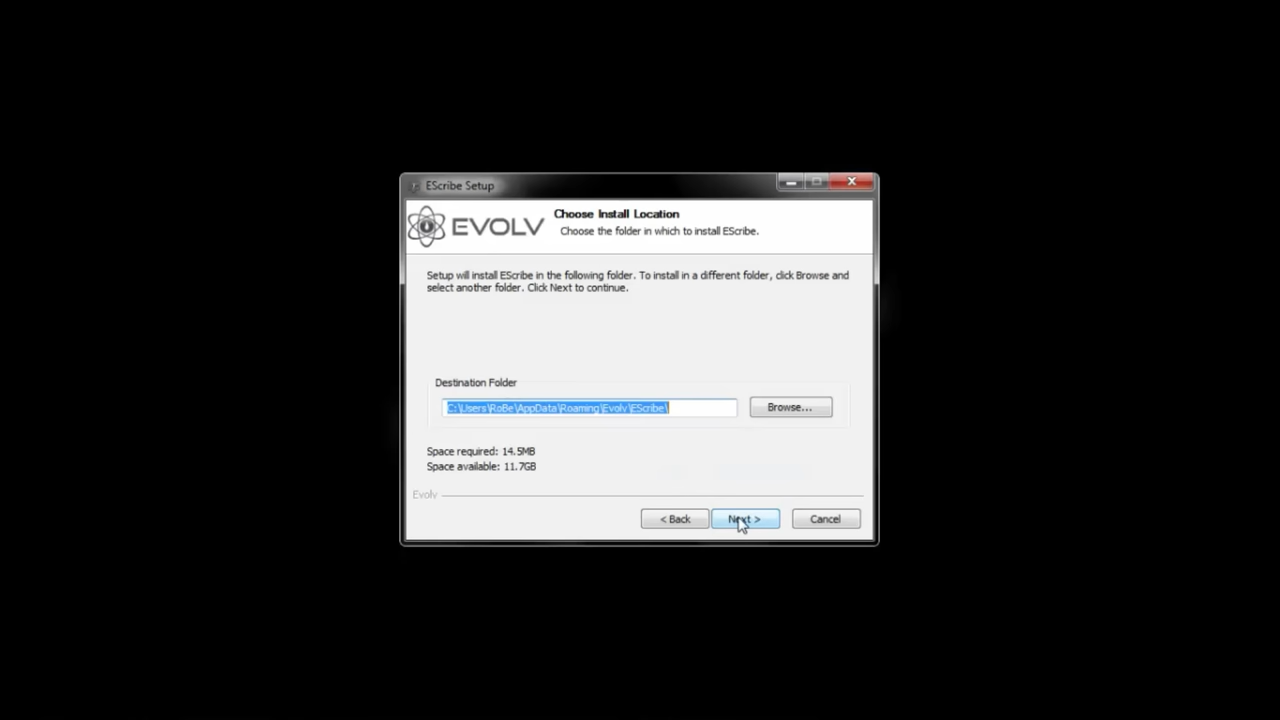 EScribe Setup
EVOLV
Choose Install Location
Choose the folder in which to install EScribe.
Setup will install EScribe in the following folder. To install in a different folder, click Browse and
select another folder. Click Next to continue.
Destination Folder
C:\Users\RoBe\AppData\Roaming\Evolv\EScribe\
Browse...
Space required: 14.5MB
Space available: 11.7GB
Evolv
< Back
Next >
Cancel